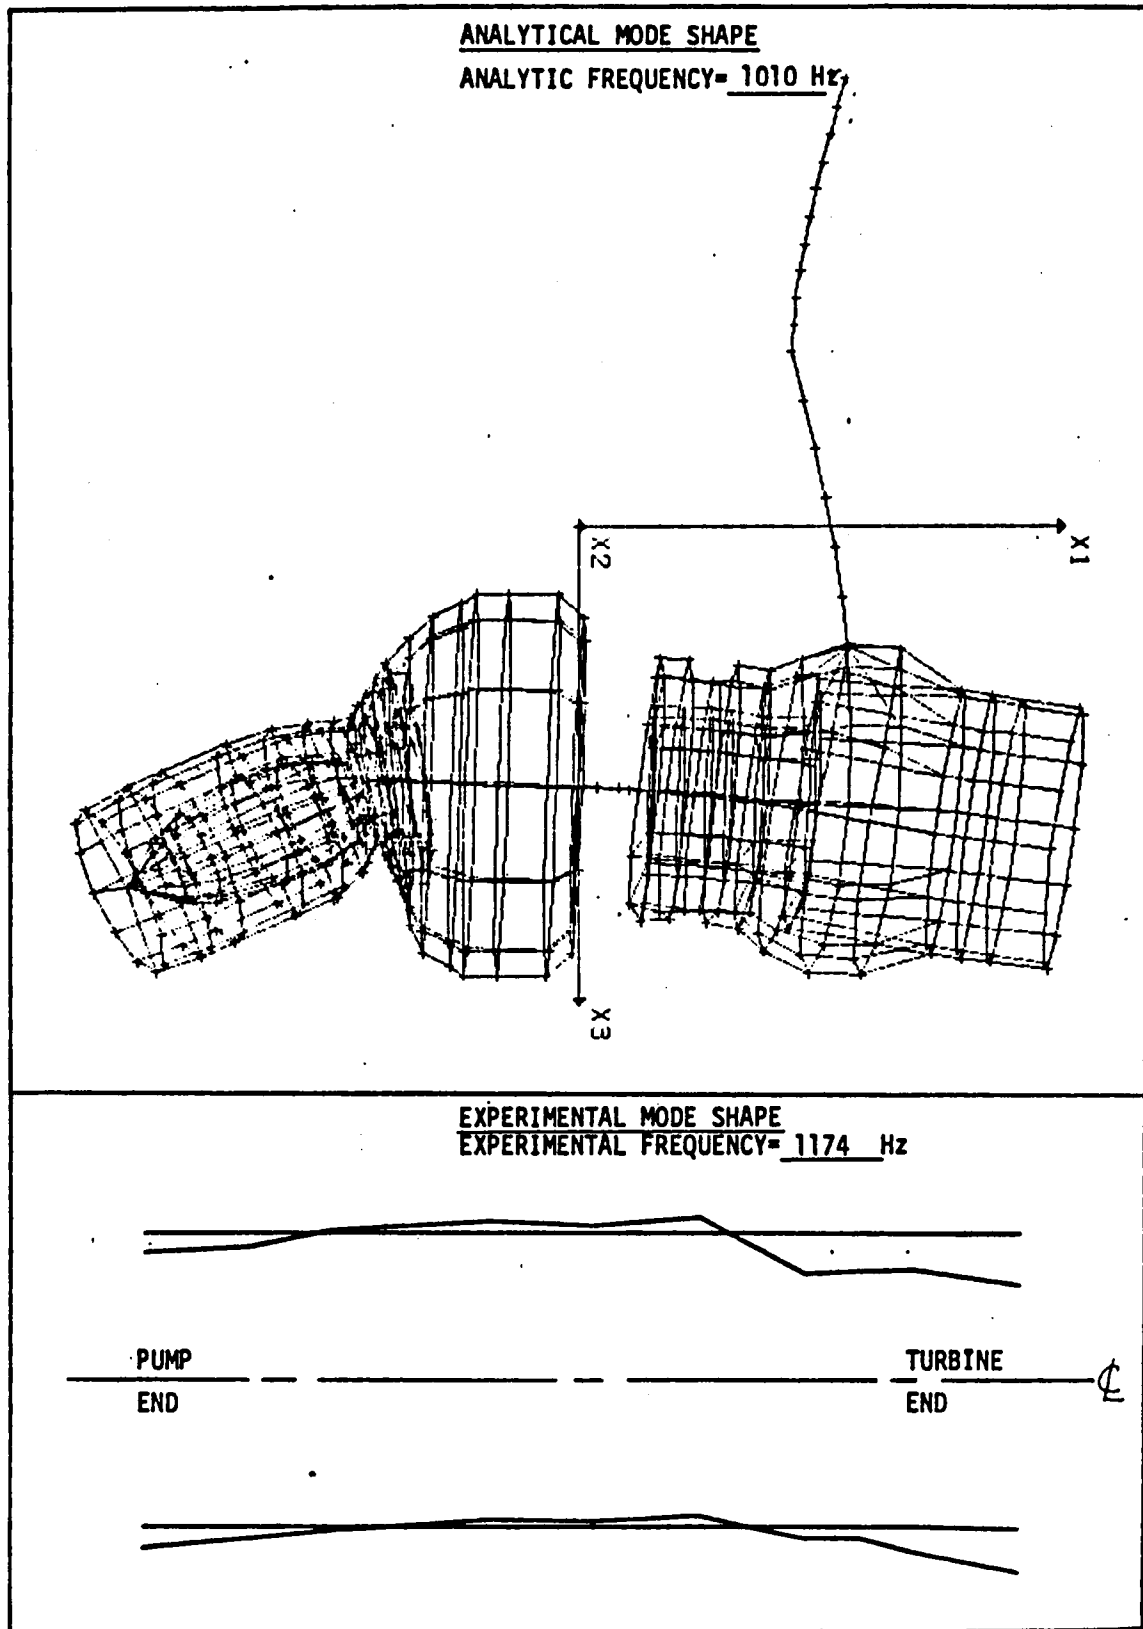 ANALYTICAL MODE SHAPE
ANALYTIC FREQUENCY= 1010 Hz
X2
X1
X3
EXPERIMENTAL MODE SHAPE
EXPERIMENTAL FREQUENCY= 1174 Hz
PUMP
TURBINE
℄
END
END